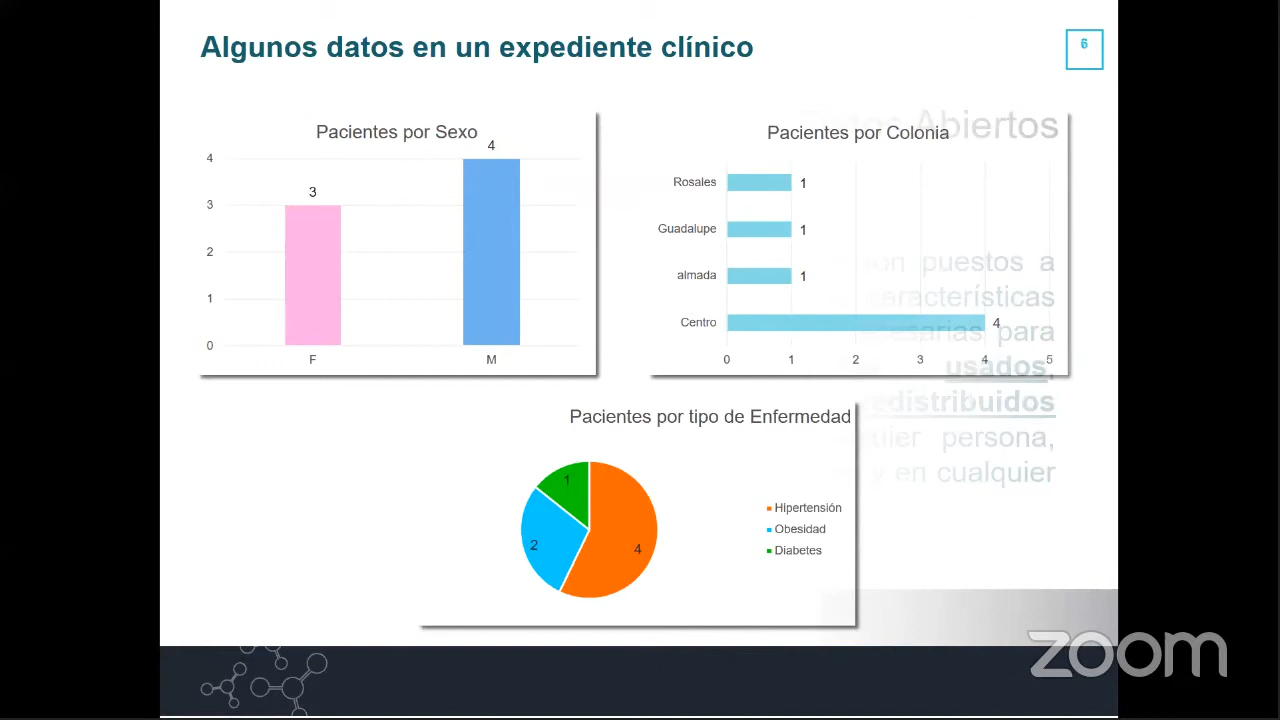 Algunos datos en un expediente clínico
6
Pacientes por Sexo
4
4
3
3
2
1
0
F
M
Pacientes por Colonia
Abiertos
Rosales
1
Guadalupe
1
almada
1
Centro
4
0
1
2
3
4
5
puestos a
características
para
usados,
redistribuidos
persona,
y en cualquier
Pacientes por tipo de Enfermedad
1
2
4
Hipertensión
Obesidad
Diabetes
zoom